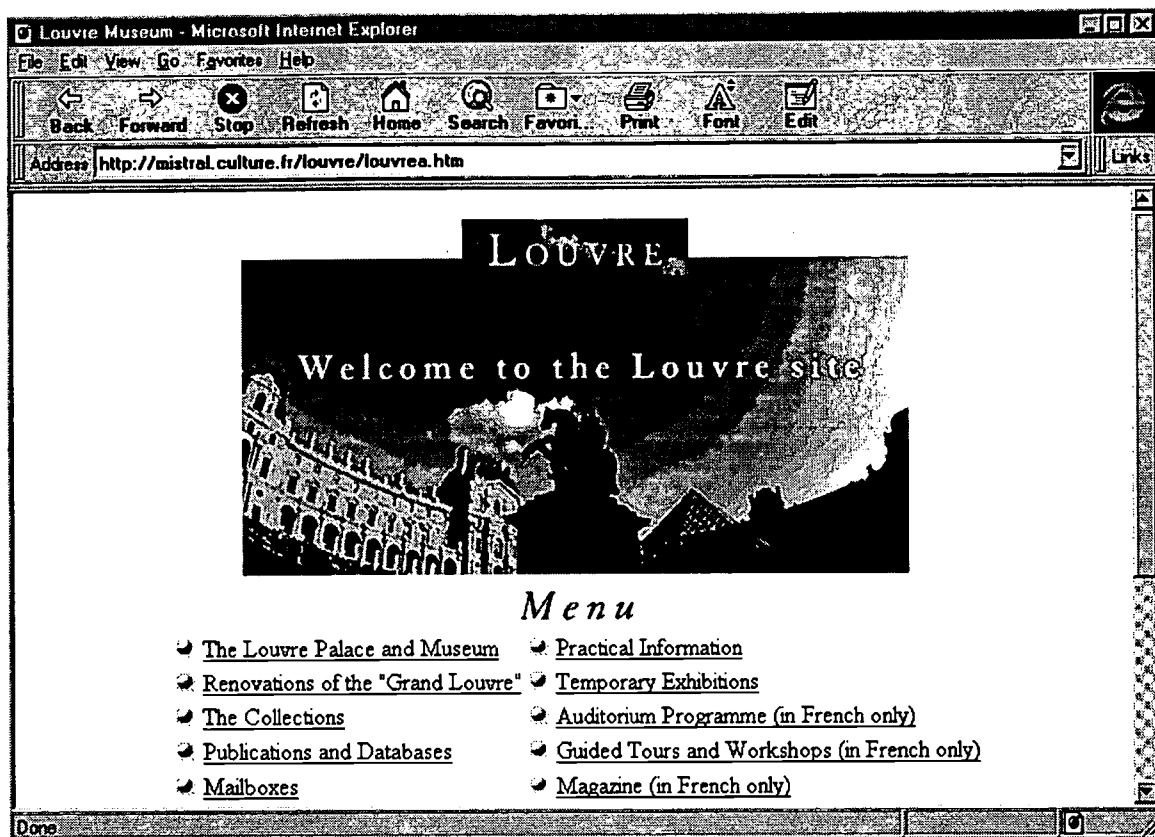 Louvre Museum - Microsoft Internet Explorer
File Edit View Go Favorites Help
Back Forward Stop Refresh Home Search Favori... Print Font Edit
Address http://mistral.culture.fr/louvre/louvrea.htm Links
LOUVRE
Welcome to the Louvre site
Menu
The Louvre Palace and Museum
Renovations of the "Grand Louvre"
The Collections
Publications and Databases
Mailboxes
Practical Information
Temporary Exhibitions
Auditorium Programme (in French only)
Guided Tours and Workshops (in French only)
Magazine (in French only)
Done